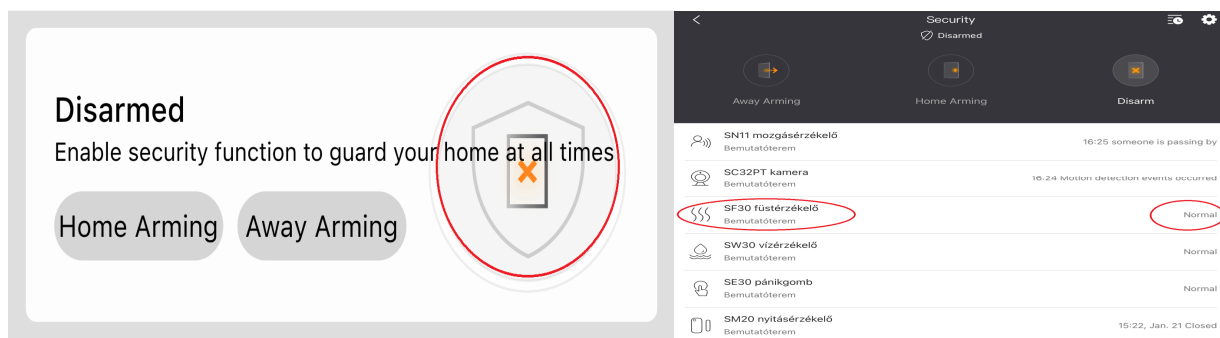 Disarmed
Enable security function to guard your home at all times
Home Arming
Away Arming
Security
Disarmed
Away Arming
Home Arming
Disarm
SN11 mozgásérzékelő
Bemutatóterem
16:25 someone is passing by
SC32PT kamera
Bemutatóterem
16:24 Motion detection events occurred
SF30 füstérzékelő
Bemutatóterem
Normal
SW30 vízérzékelő
Bemutatóterem
Normal
SE30 pánikgomb
Bemutatóterem
Normal
SM20 nyitásérzékelő
Bemutatóterem
15:22, Jan. 21 Closed